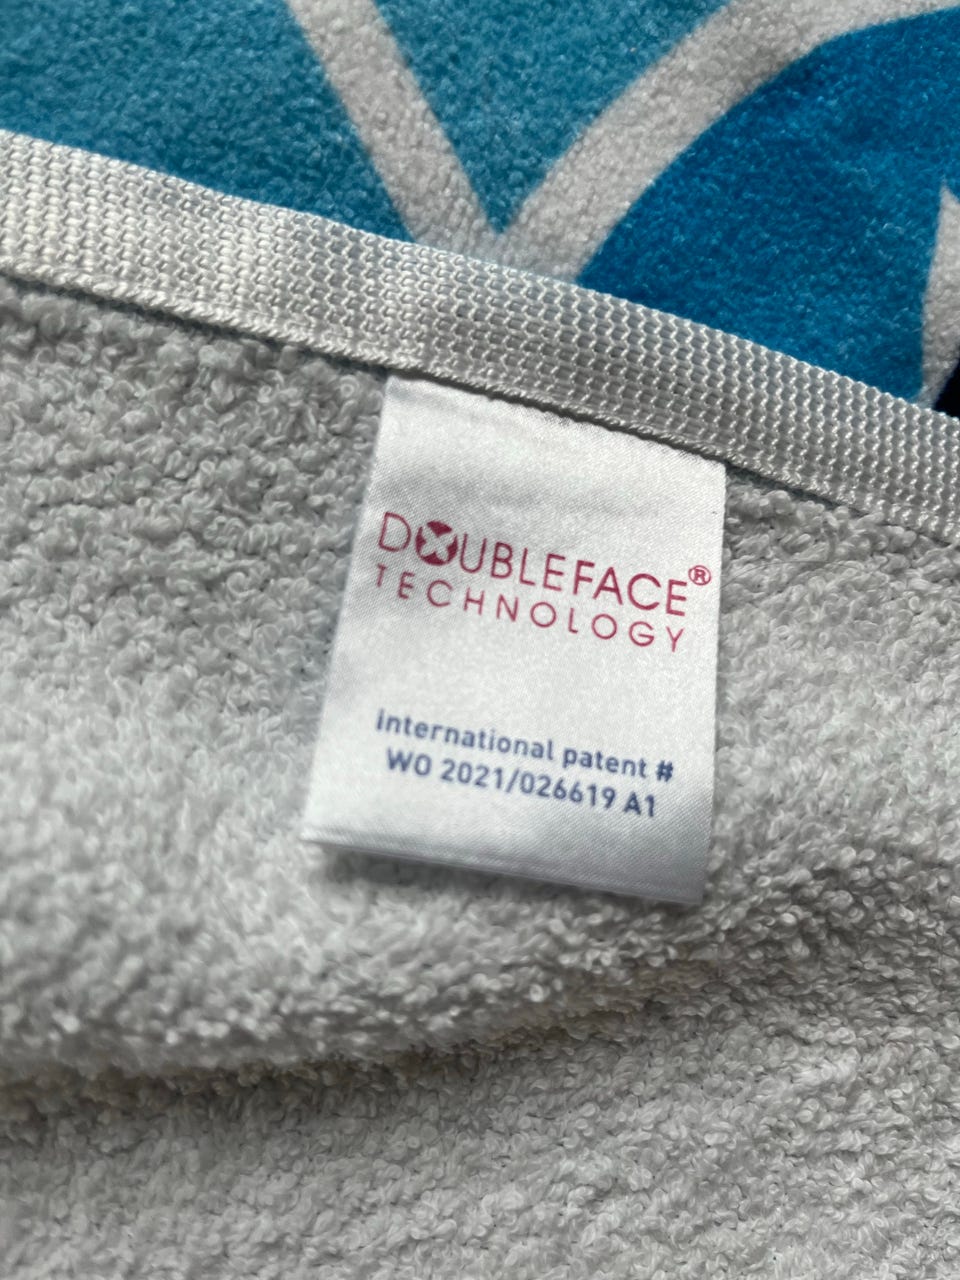 DOUBLEFACE®
TECHNOLOGY
international patent #
WO 2021/026619 A1